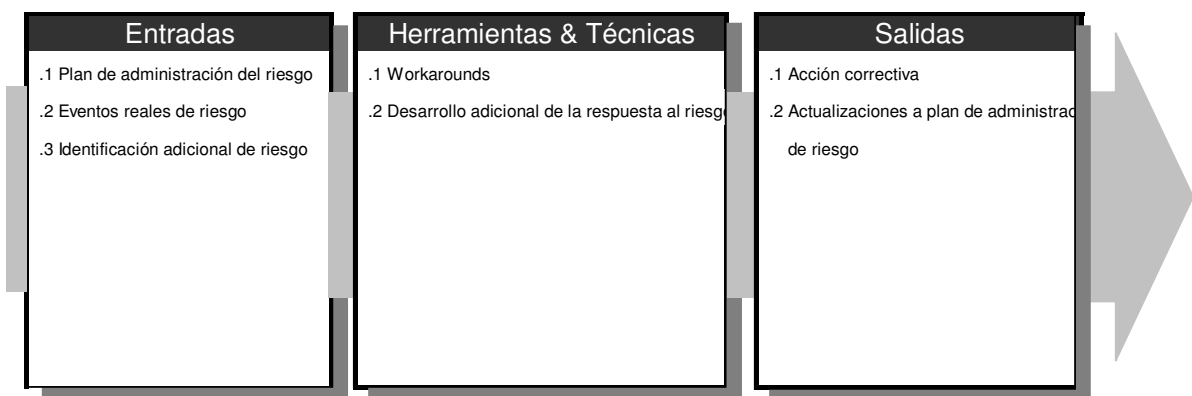 Entradas
.1 Plan de administración del riesgo
.2 Eventos reales de riesgo
.3 Identificación adicional de riesgo
Herramientas & Técnicas
.1 Workarounds
.2 Desarrollo adicional de la respuesta al riesgo
Salidas
.1 Acción correctiva
.2 Actualizaciones a plan de administrac
de riesgo